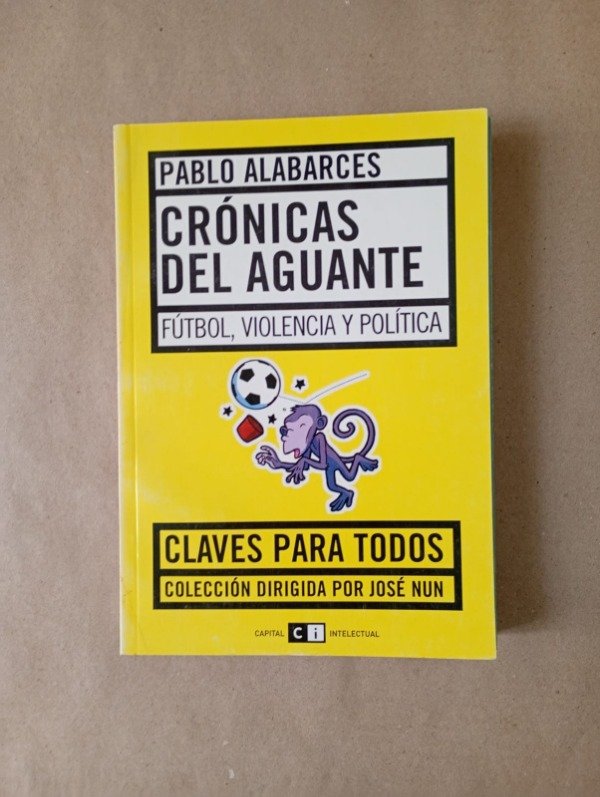 PABLO ALABARCES
CRÓNICAS
DEL AGUANTE
FÚTBOL, VIOLENCIA Y POLÍTICA
CLAVES PARA TODOS
COLECCIÓN DIRIGIDA POR JOSÉ NUN
CAPITAL Ci INTELECTUAL